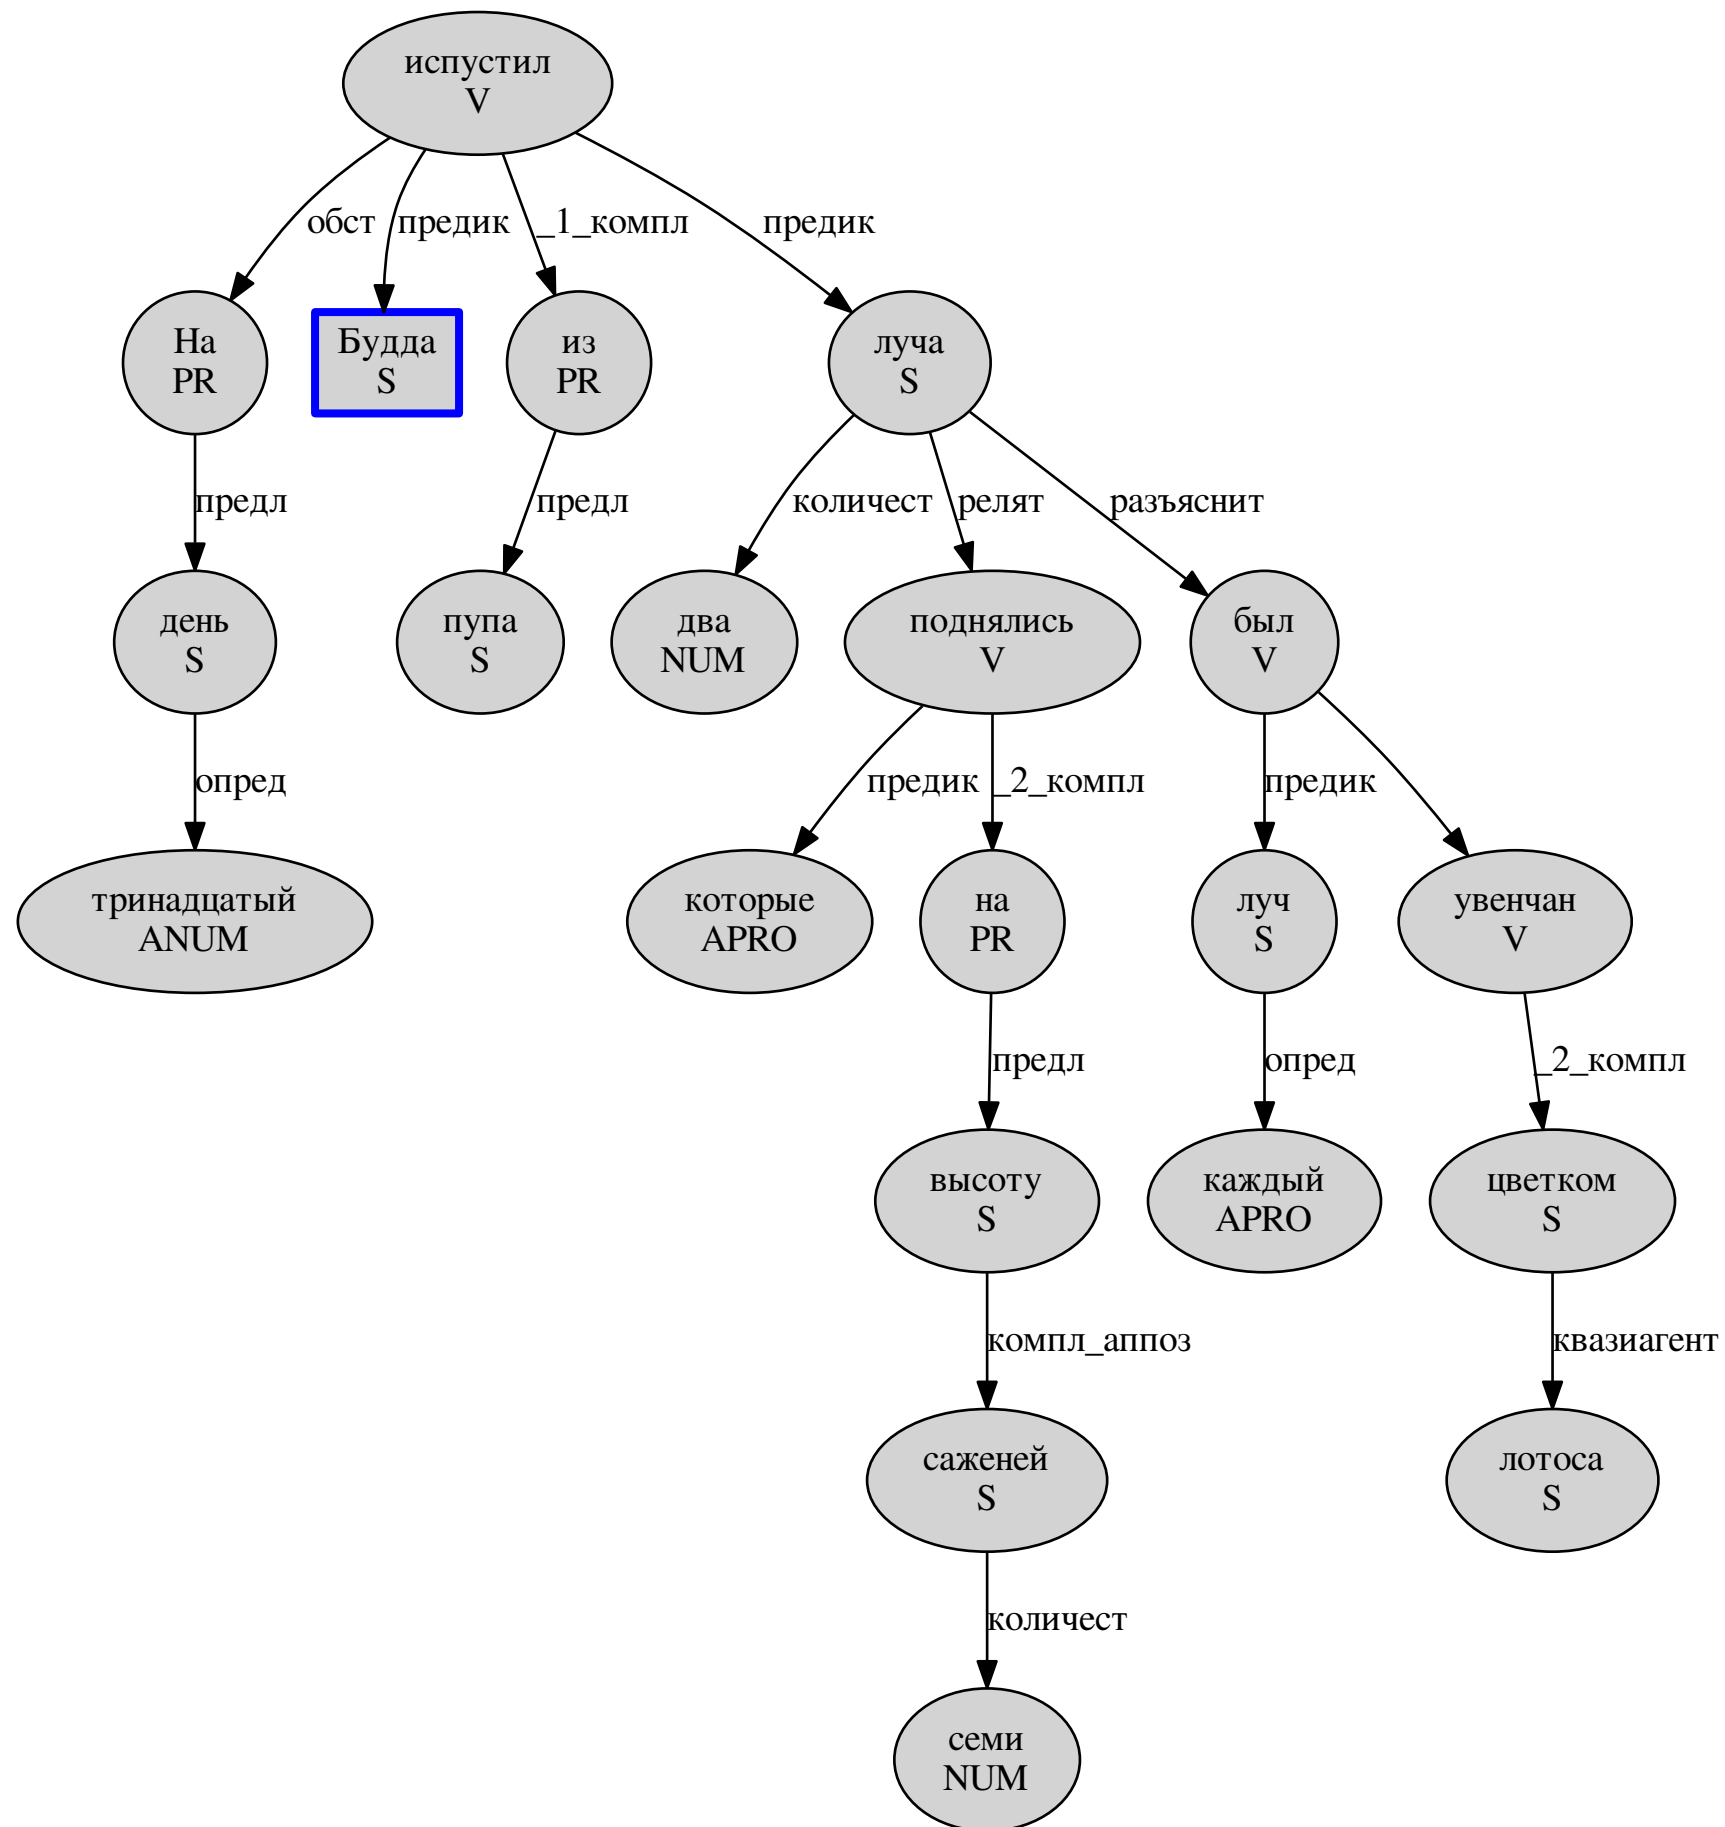 испустил
V
обст
предик
_1_компл
предик
На
PR
Будда
S
из
PR
луча
S
предл
предл
количест
релят
разъяснит
день
S
пупа
S
два
NUM
поднялись
V
был
V
опред
предик
_2_компл
предик
тринадцатый
ANUM
которые
APRO
на
PR
луч
S
увенчан
V
предл
опред
_2_компл
высоту
S
каждый
APRO
цветком
S
компл_аппоз
квазиагент
саженей
S
лотоса
S
количест
семи
NUM